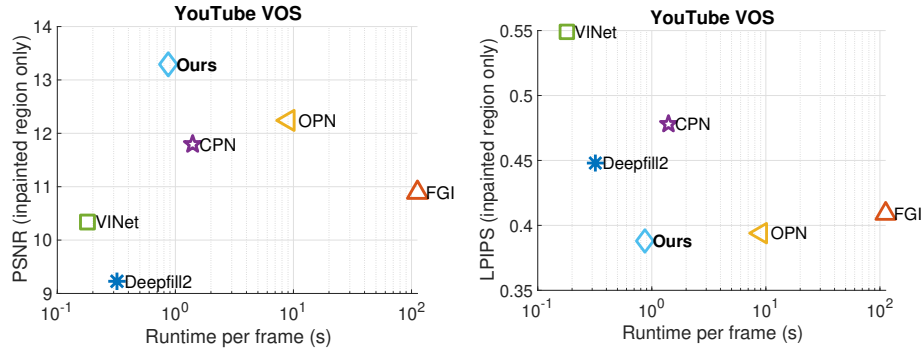 YouTube VOS
PSNR (inpainted region only)
14
13
12
11
10
9
Ours
OPN
CPN
FGI
VINet
Deepfill2
10^-1
10^0
10^1
10^2
Runtime per frame (s)
YouTube VOS
LPIPS (inpainted region only)
0.55
0.5
0.45
0.4
0.35
VINet
CPN
Deepfill2
FGI
Ours
OPN
10^-1
10^0
10^1
10^2
Runtime per frame (s)